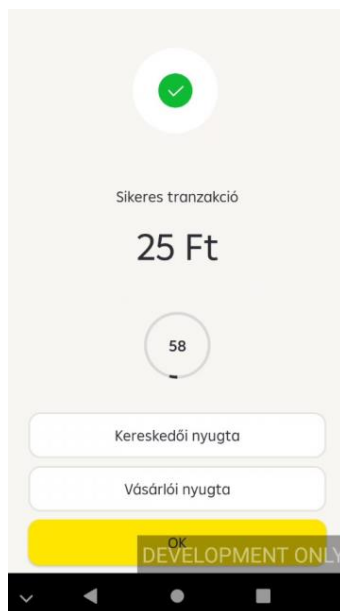 Sikeres tranzakció
25 Ft
58
Kereskedői nyugta
Vásárlói nyugta
OK
DEVELOPMENT ONLY